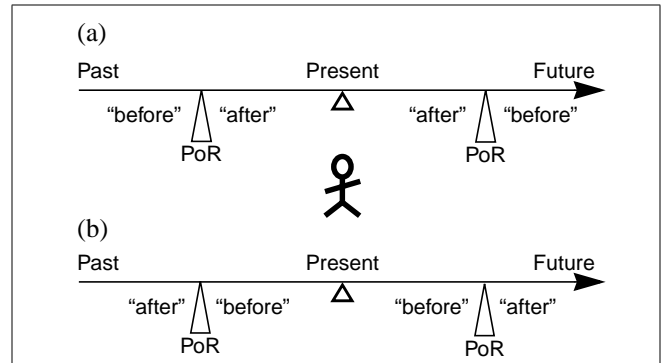 (a)
Past Present Future
“before” “after” “after” “before”
PoR PoR
(b)
Past Present Future
“after” “before” “before” “after”
PoR PoR